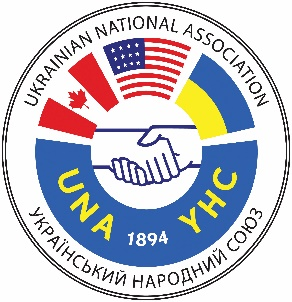 UKRAINIAN NATIONAL ASSOCIATION
UNA 1894 УНС
УКРАЇНСЬКИЙ НАРОДНИЙ СОЮЗ